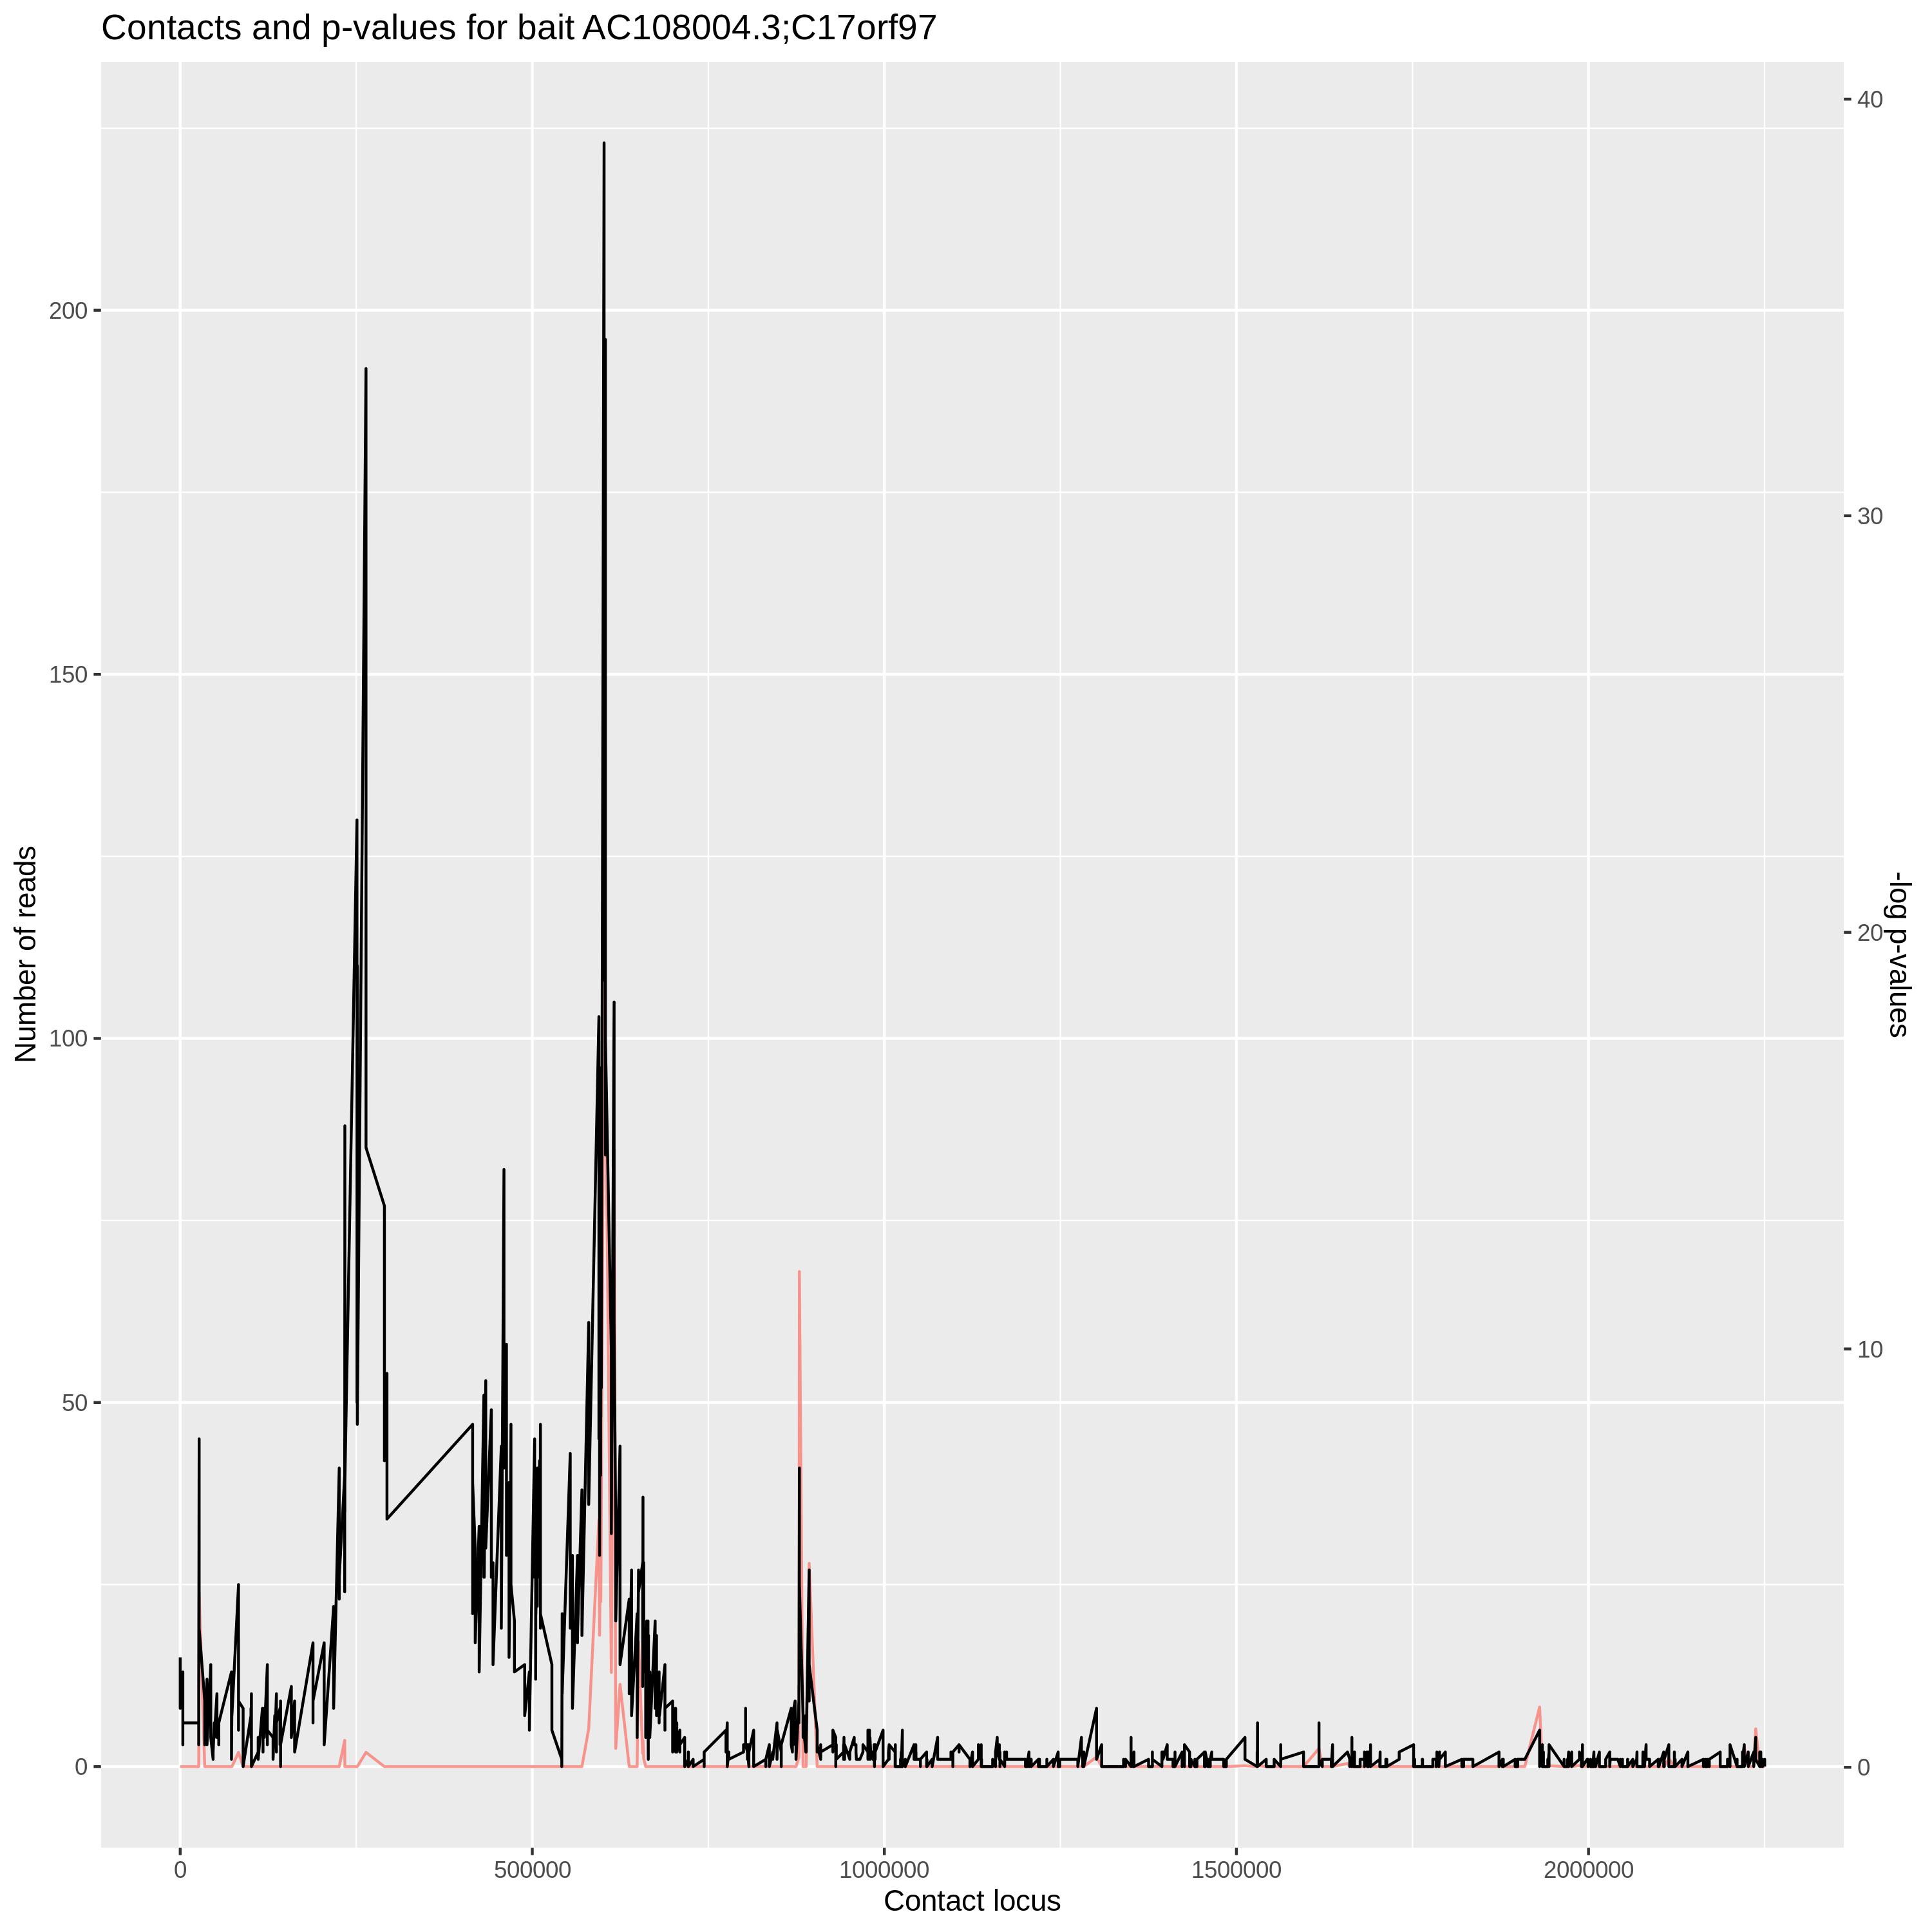 Contacts and p-values for bait AC108004.3;C17orf97
Number of reads
200
150
100
50
0
40
30
20
10
0
-log p-values
0 500000 1000000 1500000 2000000
Contact locus